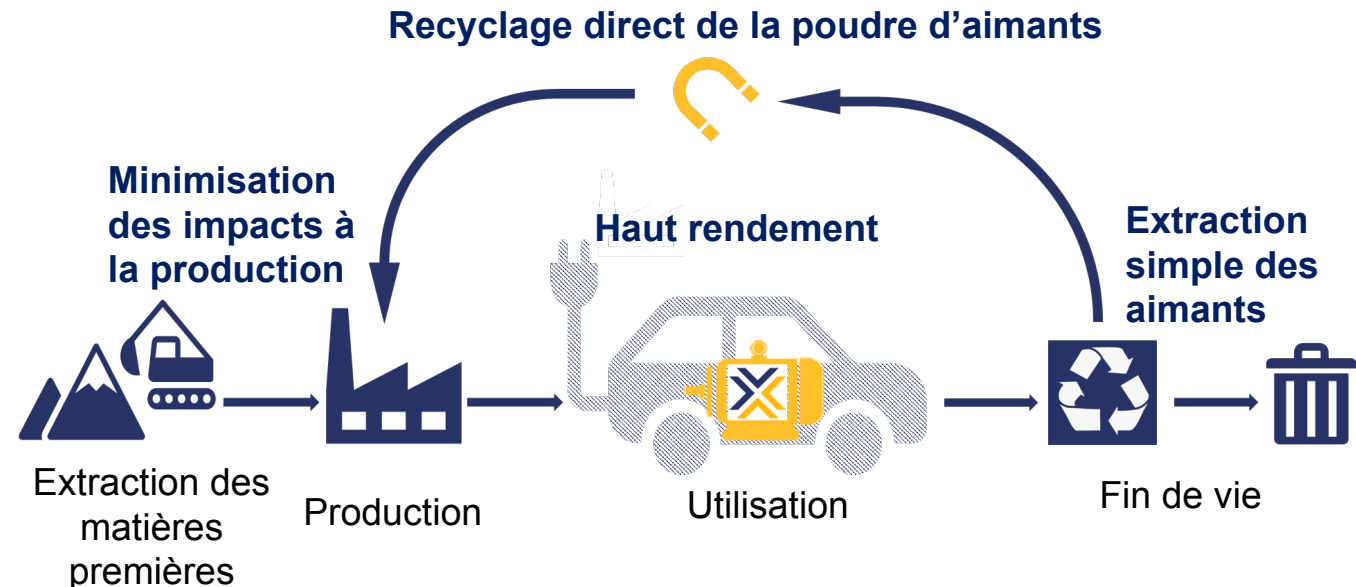 Recyclage direct de la poudre d’aimants
Minimisation
des impacts à
la production
Haut rendement
Extraction
simple des
aimants
Extraction des
matières
premières
Production
Utilisation
Fin de vie